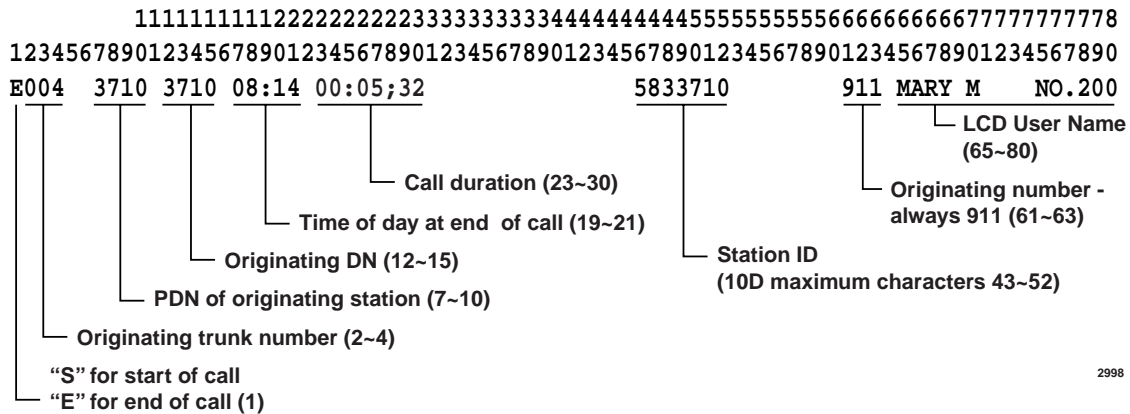 11111111112222222222333333333344444444445555555555666666666677777777778
12345678901234567890123456789012345678901234567890123456789012345678901234567890
E004 3710 3710 08:14 00:05;32 5833710 911 MARY M NO.200
LCD User Name
(65~80)
Call duration (23~30)
Originating number -
always 911 (61~63)
Time of day at end of call (19~21)
Station ID
(10D maximum characters 43~52)
Originating DN (12~15)
PDN of originating station (7~10)
Originating trunk number (2~4)
“S” for start of call
“E” for end of call (1)
2998